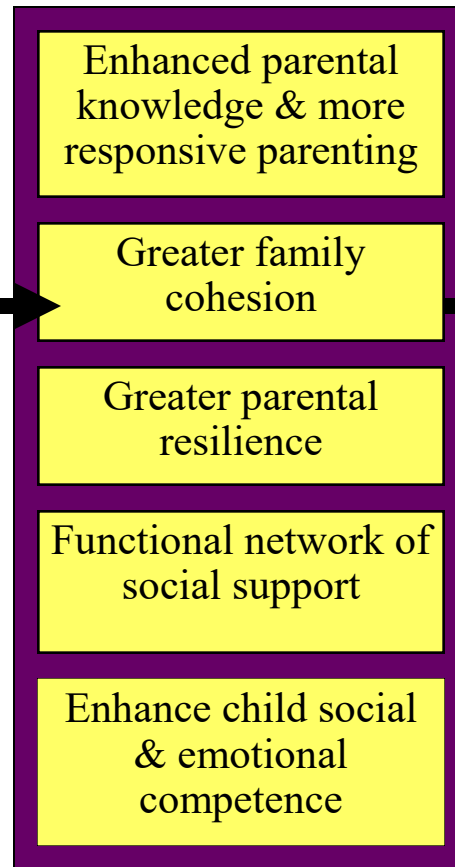 Enhanced parental
knowledge & more
responsive parenting
Greater family
cohesion
Greater parental
resilience
Functional network of
social support
Enhance child social
& emotional
competence